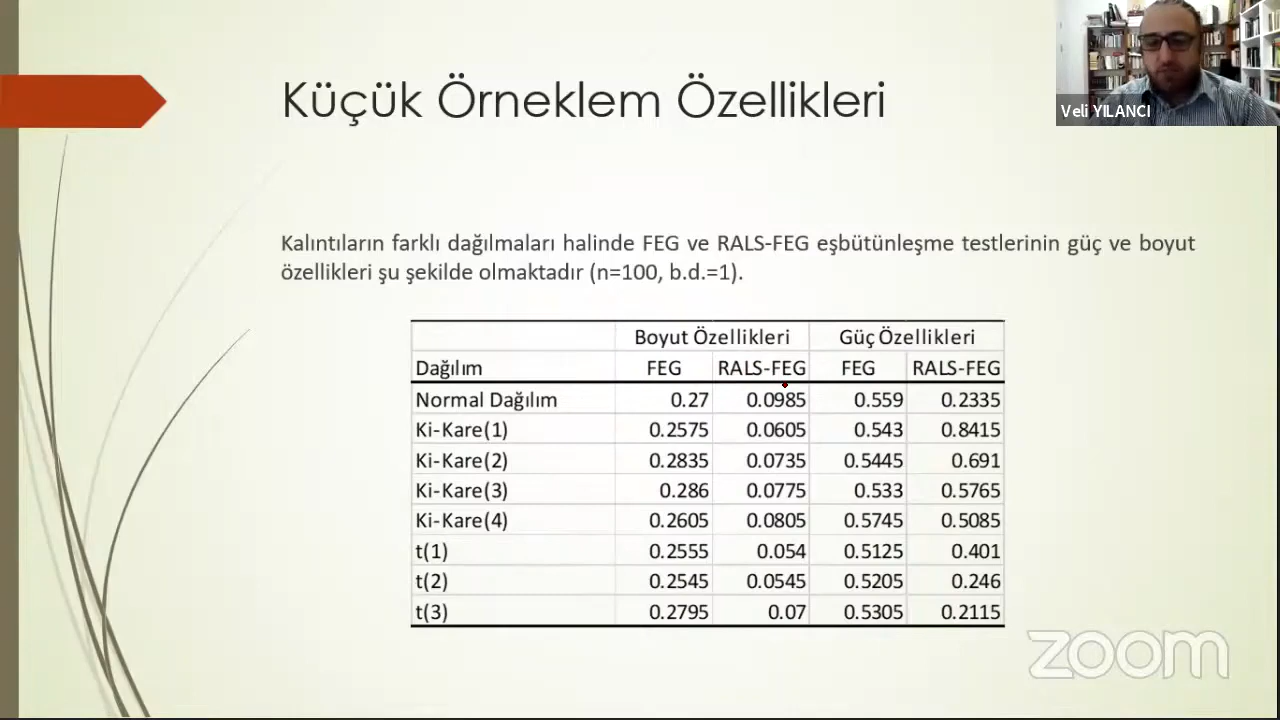 Küçük Örneklem Özellikleri
Veli YILANCI
Kalıntıların farklı dağılmaları halinde FEG ve RALS-FEG eşbütünleşme testlerinin güç ve boyut
özellikleri şu şekilde olmaktadır (n=100, b.d.=1).
Boyut Özellikleri Güç Özellikleri
Dağılım FEG RALS-FEG FEG RALS-FEG
Normal Dağılım 0.27 0.0985 0.559 0.2335
Ki-Kare(1) 0.2575 0.0605 0.543 0.8415
Ki-Kare(2) 0.2835 0.0735 0.5445 0.691
Ki-Kare(3) 0.286 0.0775 0.533 0.5765
Ki-Kare(4) 0.2605 0.0805 0.5745 0.5085
t(1) 0.2555 0.054 0.5125 0.401
t(2) 0.2545 0.0545 0.5205 0.246
t(3) 0.2795 0.07 0.5305 0.2115
zoom